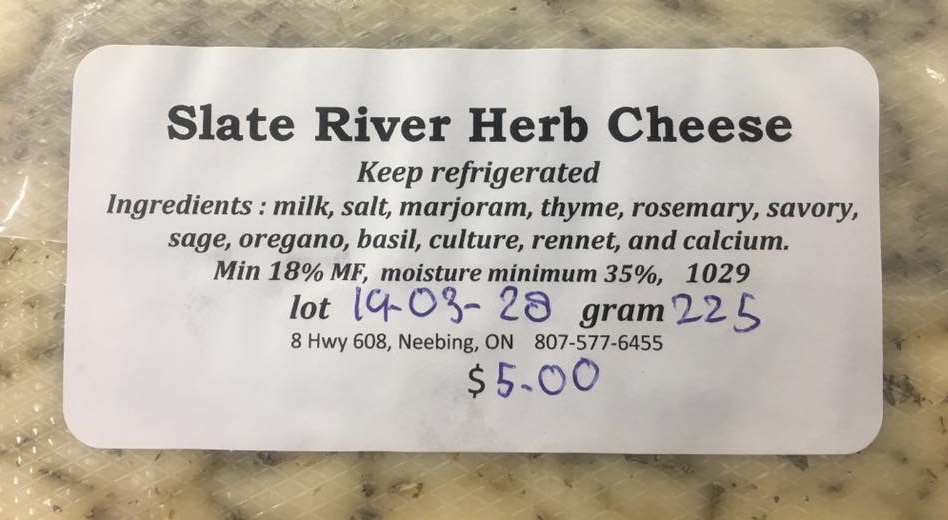 Slate River Herb Cheese
Keep refrigerated
Ingredients : milk, salt, marjoram, thyme, rosemary, savory,
sage, oregano, basil, culture, rennet, and calcium.
Min 18% MF, moisture minimum 35%, 1029
lot 19-03-28 gram 225
8 Hwy 608, Neebing, ON 807-577-6455
$ 5.00